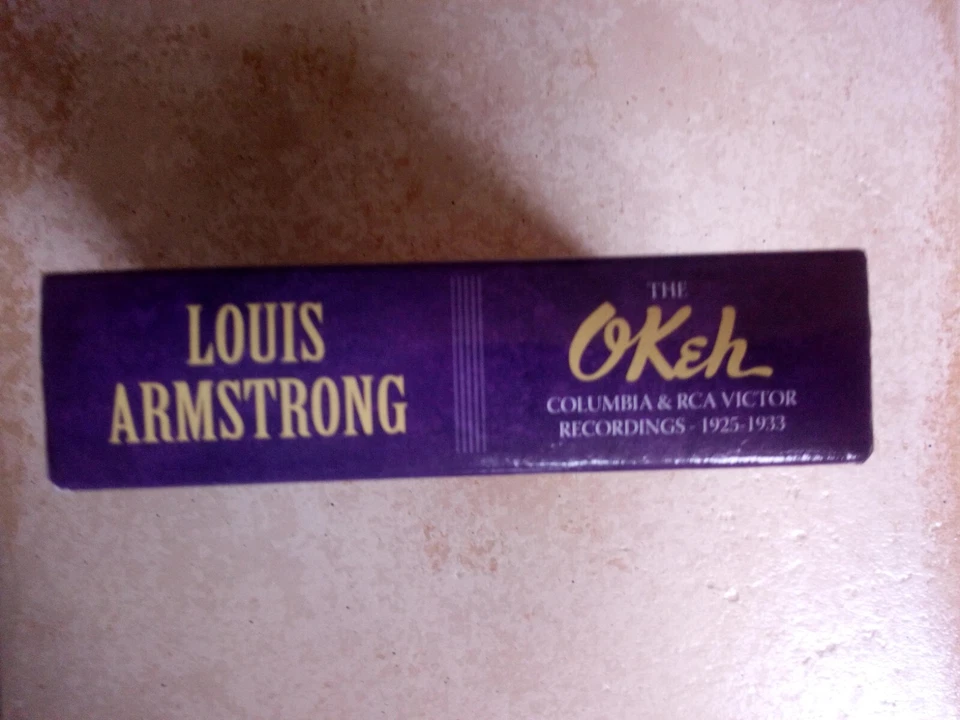 LOUIS
ARMSTRONG
THE
OKeh
COLUMBIA & RCA VICTOR
RECORDINGS - 1925-1933